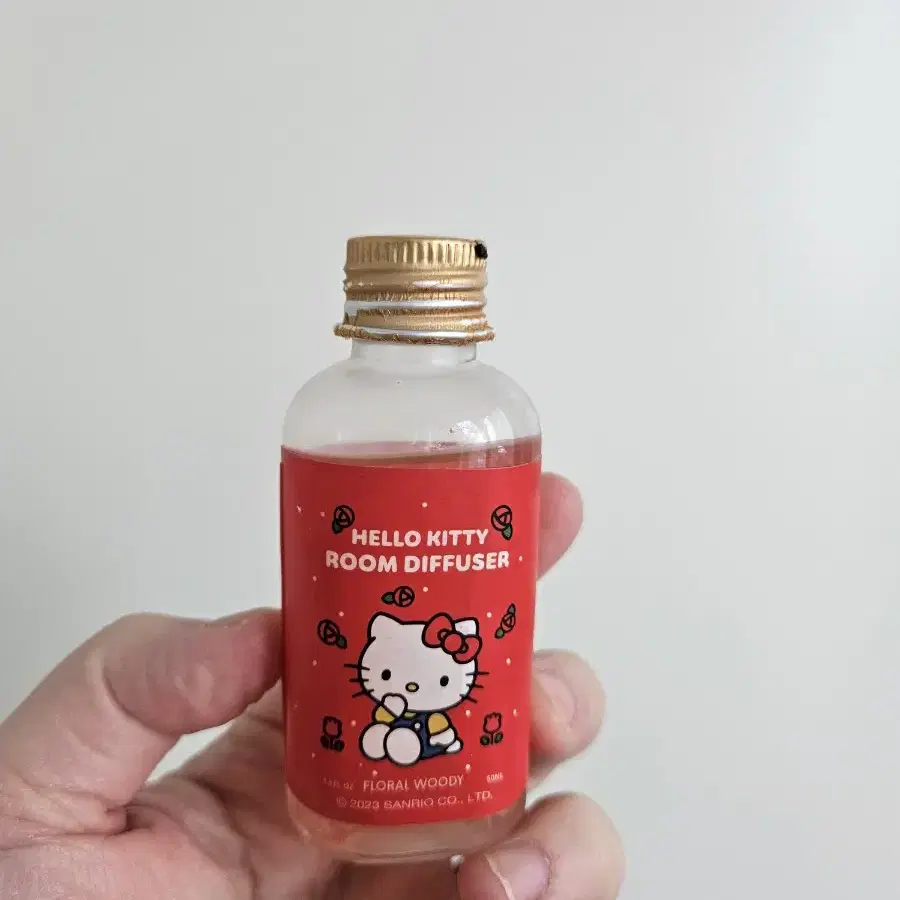 HELLO KITTY
ROOM DIFFUSER
FLORAL WOODY
© 2023 SANRIO CO., LTD.